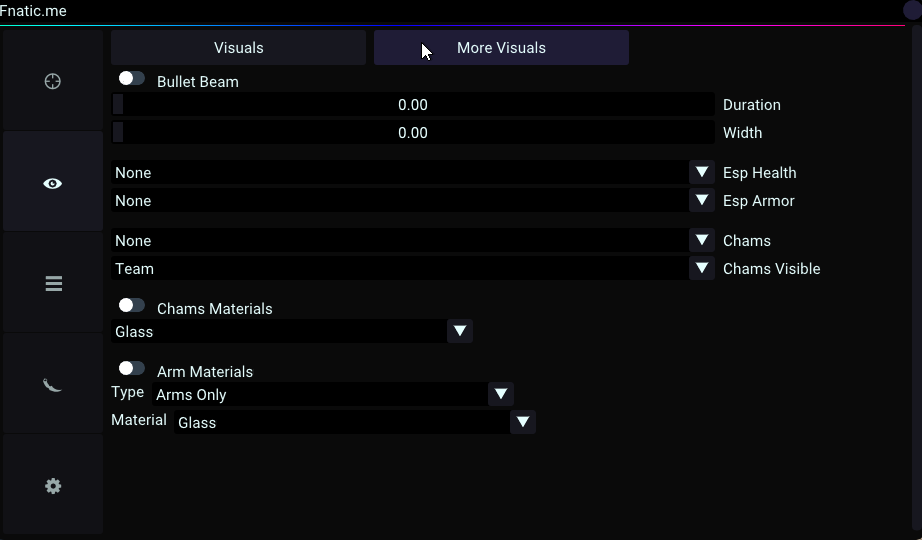 Fnatic.me
Visuals More Visuals
Bullet Beam
0.00 Duration
0.00 Width
None Esp Health
None Esp Armor
None Chams
Team Chams Visible
Chams Materials
Glass
Arm Materials
Type Arms Only
Material Glass